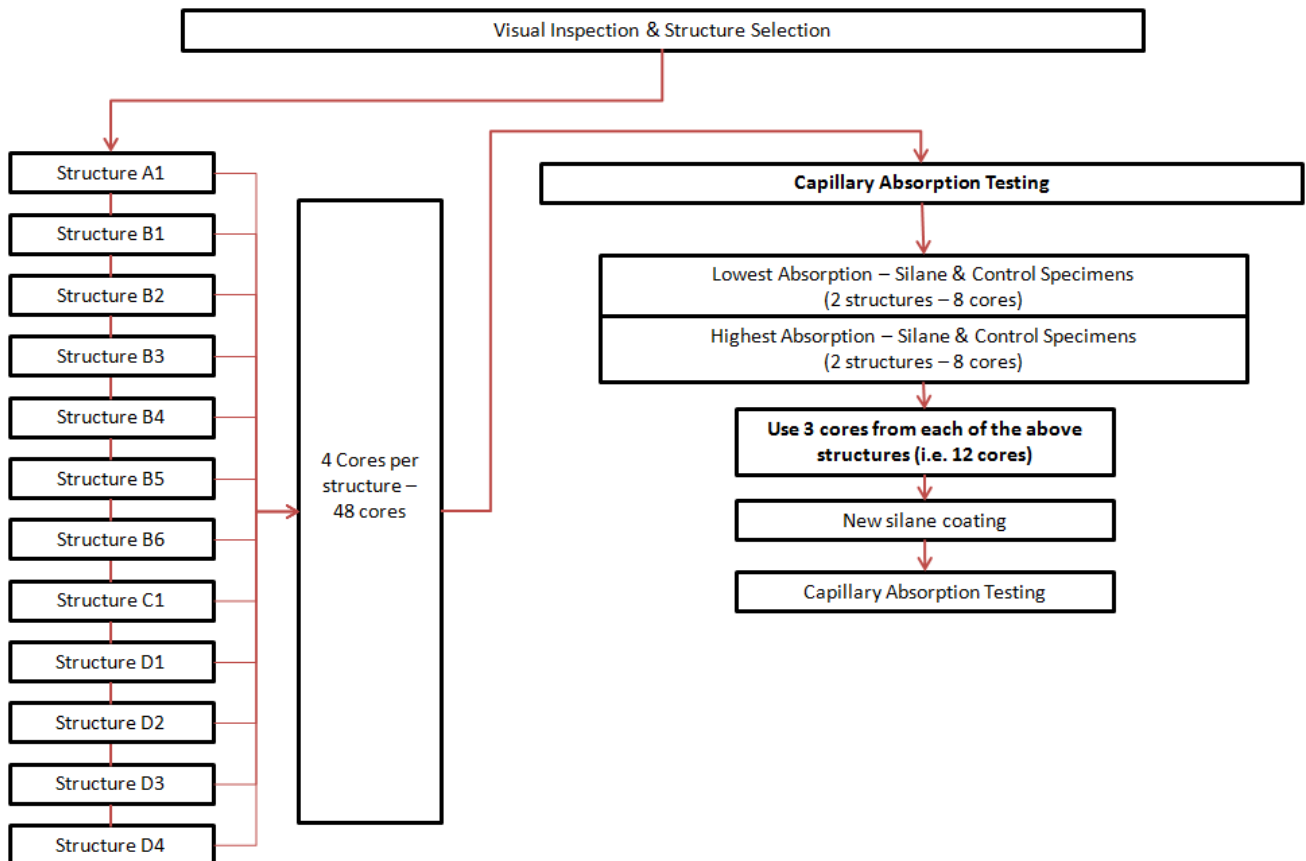 Visual Inspection & Structure Selection
Structure A1
Structure B1
Structure B2
Structure B3
Structure B4
Structure B5
Structure B6
Structure C1
Structure D1
Structure D2
Structure D3
Structure D4
4 Cores per
structure –
48 cores
Capillary Absorption Testing
Lowest Absorption – Silane & Control Specimens
(2 structures – 8 cores)
Highest Absorption – Silane & Control Specimens
(2 structures – 8 cores)
Use 3 cores from each of the above
structures (i.e. 12 cores)
New silane coating
Capillary Absorption Testing